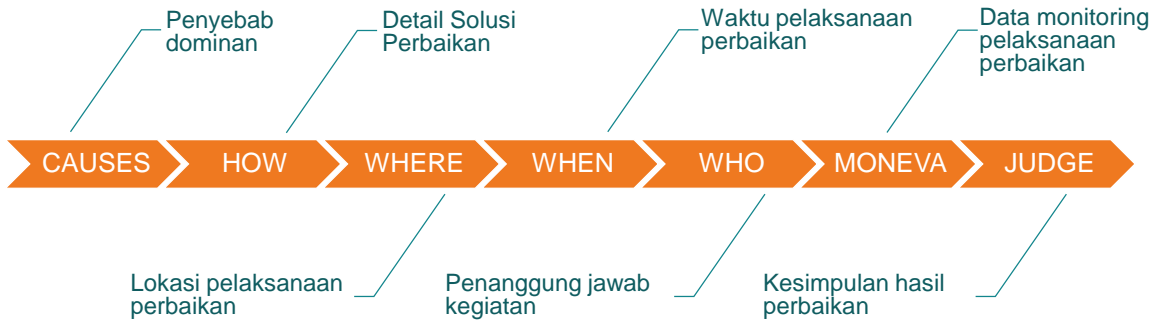 Penyebab
dominan
Detail Solusi
Perbaikan
Waktu pelaksanaan
perbaikan
Data monitoring
pelaksanaan
perbaikan
CAUSES
HOW
WHERE
WHEN
WHO
MONEVA
JUDGE
Lokasi pelaksanaan
perbaikan
Penanggung jawab
kegiatan
Kesimpulan hasil
perbaikan